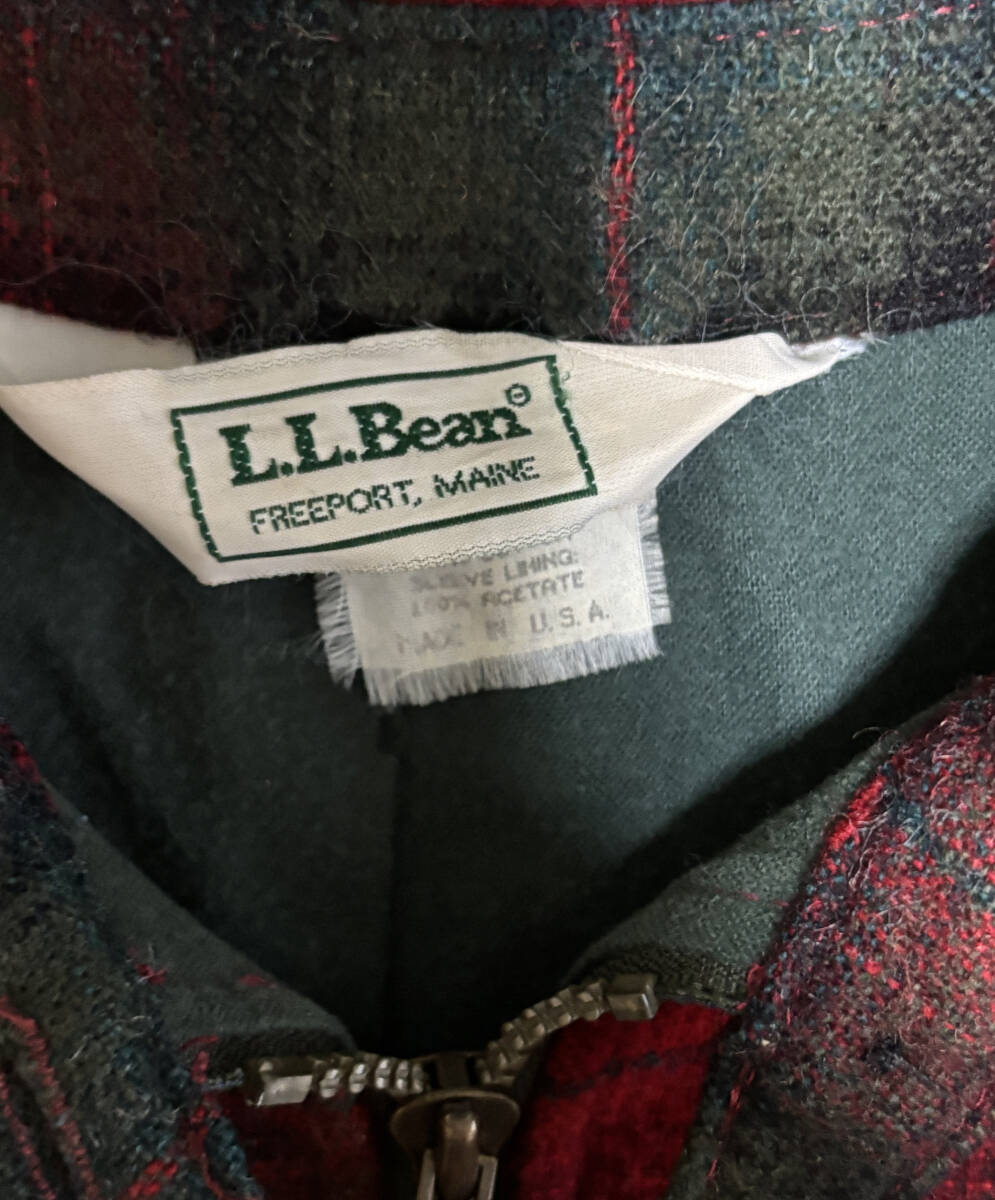 L.L.Bean®
FREEPORT, MAINE
SLEEVE LINING:
100% ACETATE
MADE IN U.S.A.